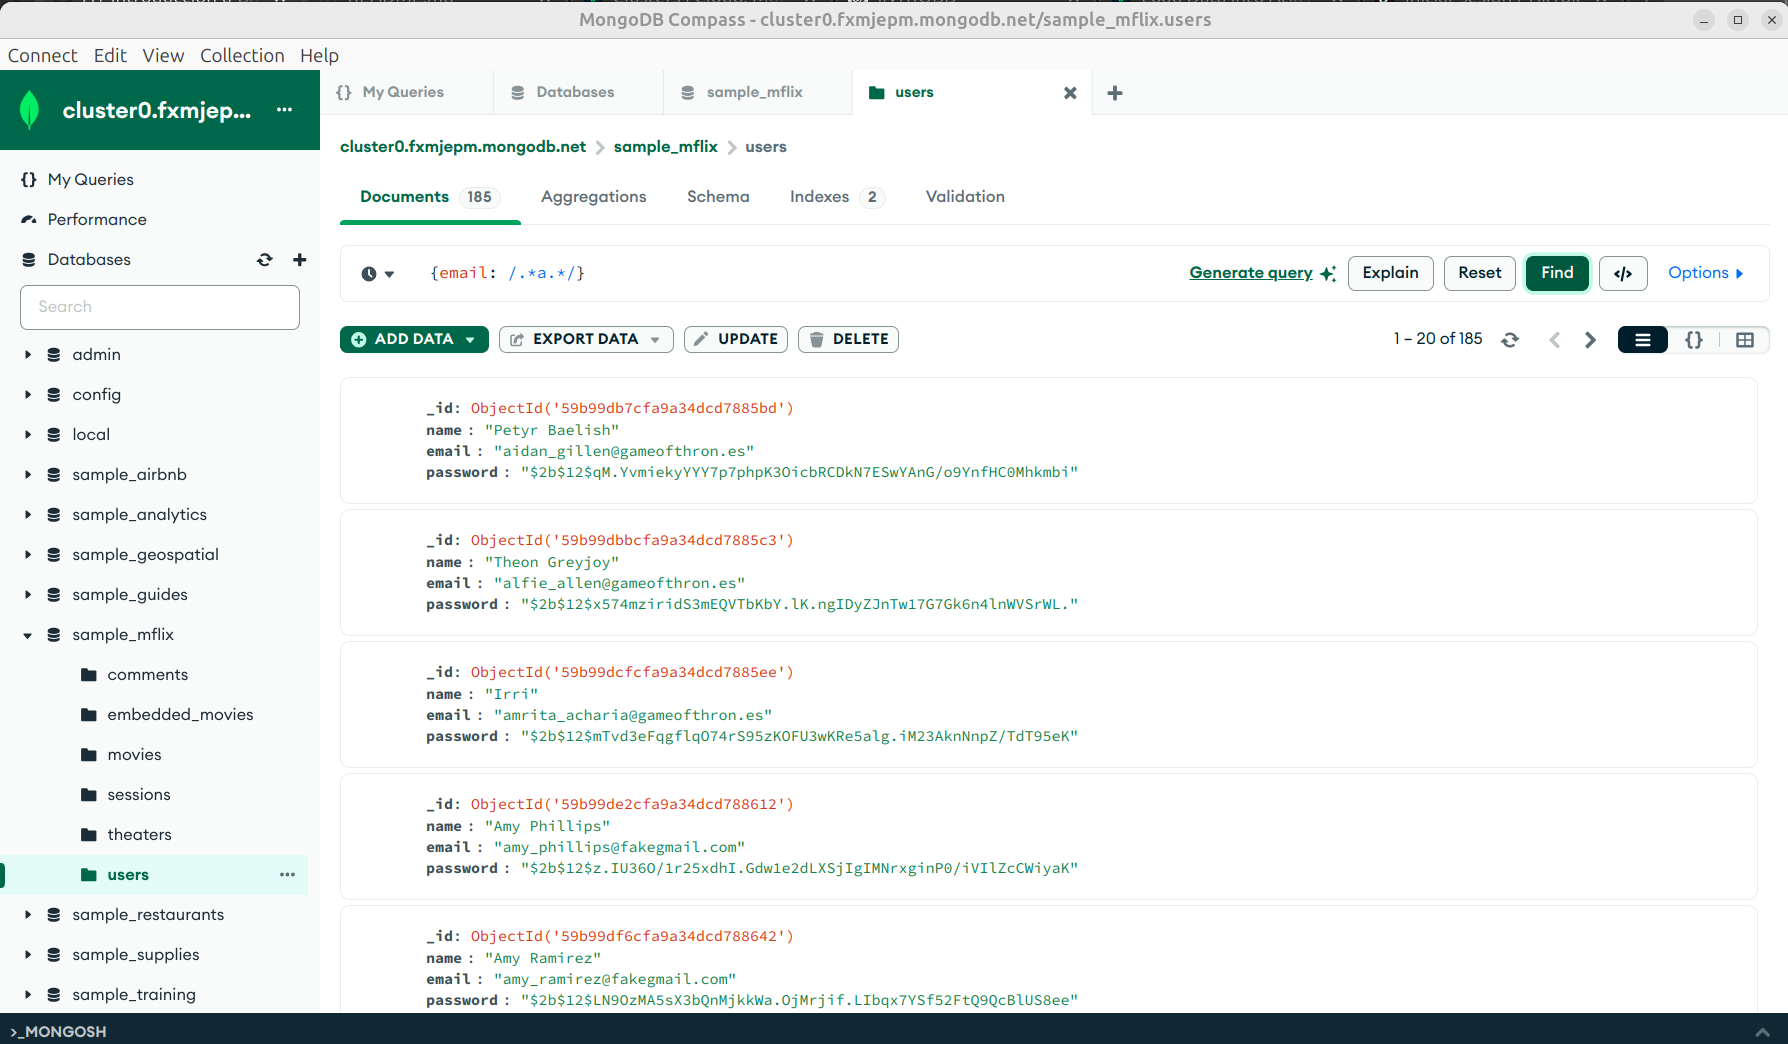 MongoDB Compass - cluster0.fxmjepm.mongodb.net/sample_mflix.users
Connect Edit View Collection Help
cluster0.fxmjep... ...
{} My Queries
Performance
Databases
Search
admin
config
local
sample_airbnb
sample_analytics
sample_geospatial
sample_guides
sample_mflix
comments
embedded_movies
movies
sessions
theaters
users ...
sample_restaurants
sample_supplies
sample_training
{} My Queries Databases sample_mflix users
cluster0.fxmjepm.mongodb.net > sample_mflix > users
Documents 185 Aggregations Schema Indexes 2 Validation
{email: /.*a.*/} Generate query Explain Reset Find </> Options
ADD DATA EXPORT DATA UPDATE DELETE 1 – 20 of 185 {}
_id: ObjectId('59b99db7cfa9a34dcd7885bd')
name : "Petyr Baelish"
email : "aidan_gillen@gameofthron.es"
password : "$2b$12$qM.YvmiekyYYY7p7phpK3OicbRCDkN7ESwYAnG/o9YnfHC0Mhkmbi"
_id: ObjectId('59b99dbbcfa9a34dcd7885c3')
name : "Theon Greyjoy"
email : "alfie_allen@gameofthron.es"
password : "$2b$12$x574mziridS3mEQVTbKbY.lK.ngIDyZJnTw17G7Gk6n4lnWVSrWL."
_id: ObjectId('59b99dcfcfa9a34dcd7885ee')
name : "Irri"
email : "amrita_acharia@gameofthron.es"
password : "$2b$12$mTvd3eFqgflqO74rS95zKOFU3wKRe5alg.iM23AknNnpZ/TdT95eK"
_id: ObjectId('59b99de2cfa9a34dcd788612')
name : "Amy Phillips"
email : "amy_phillips@fakegmail.com"
password : "$2b$12$z.IU36O/1r25xdhI.Gdw1e2dLXSjIgIMNrxginP0/iVIlZcCWiyaK"
_id: ObjectId('59b99df6cfa9a34dcd788642')
name : "Amy Ramirez"
email : "amy_ramirez@fakegmail.com"
password : "$2b$12$LN9OzMA5sX3bQnMjkkWa.OjMrjif.LIbqx7YSf52FtQ9QcBlUS8ee"
>_MONGOSH